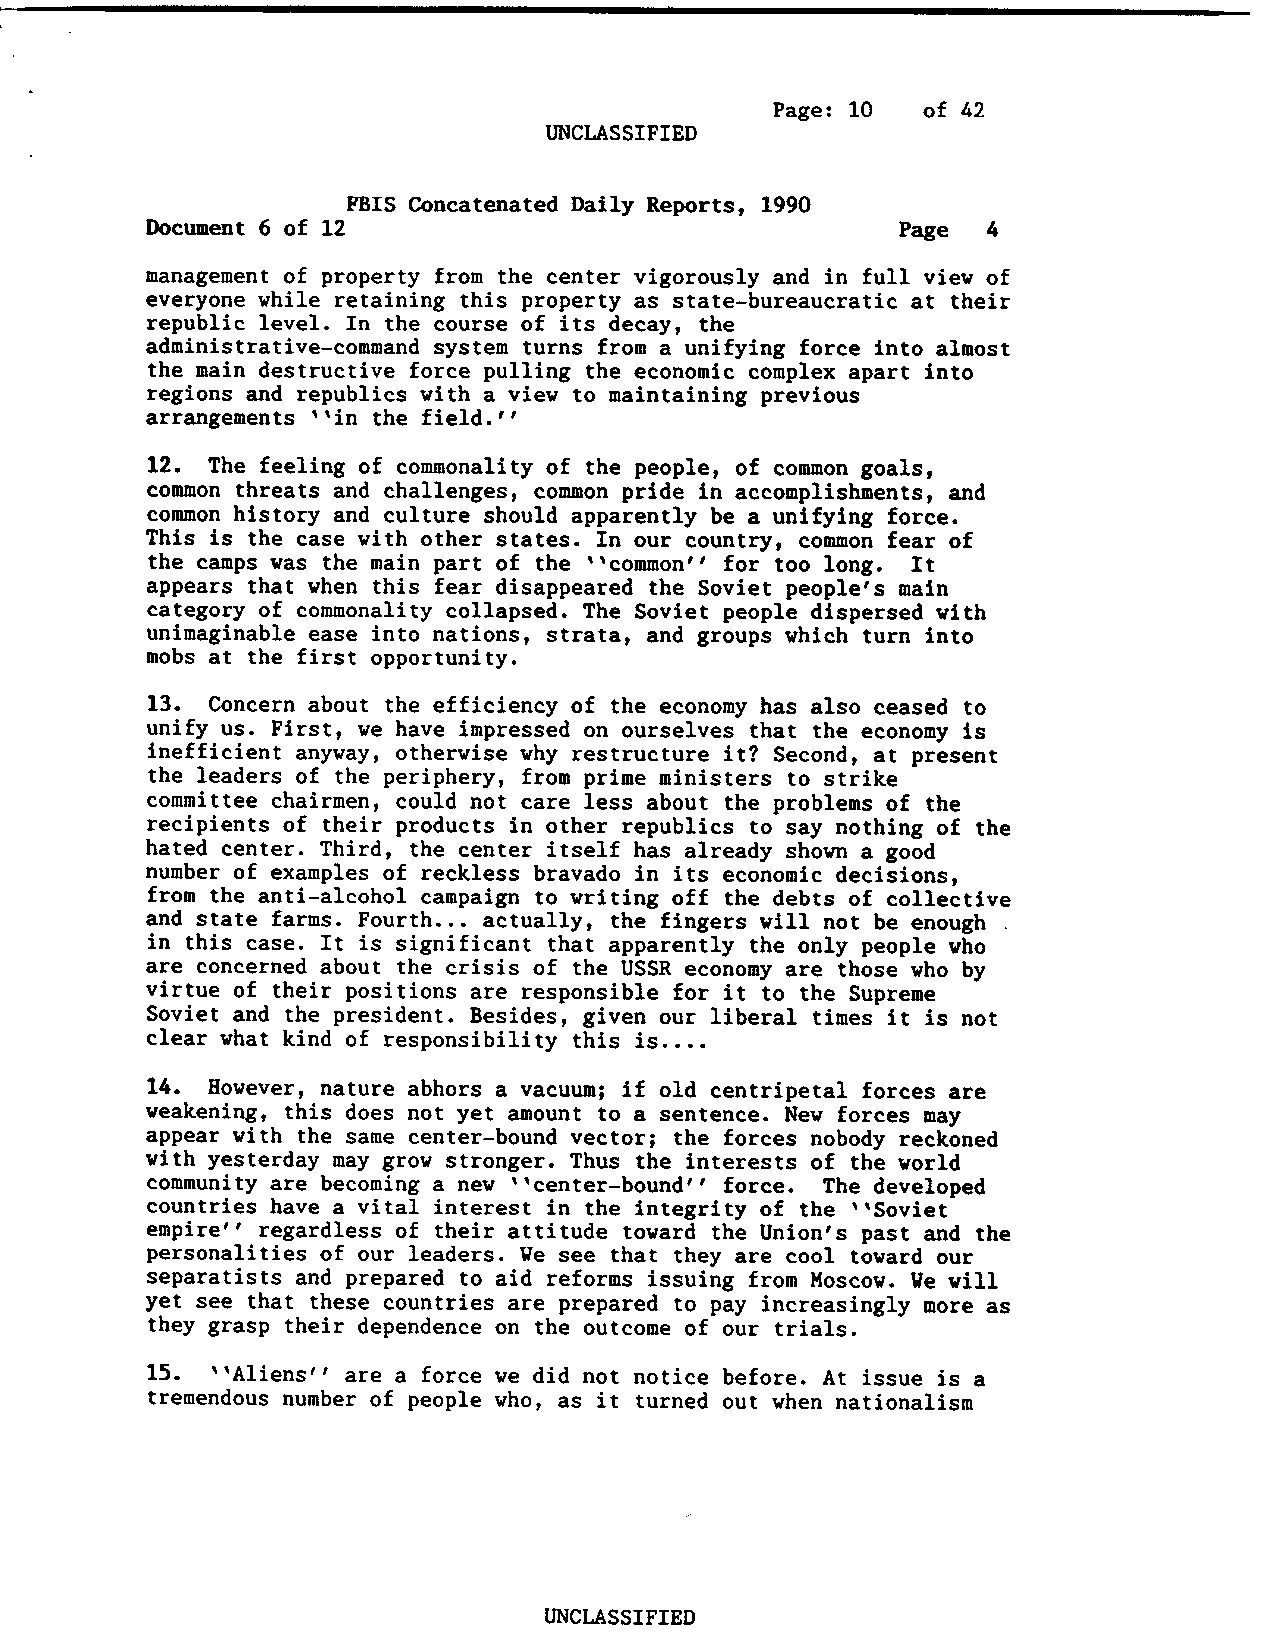 Page: 10 of 42
UNCLASSIFIED
FBIS Concatenated Daily Reports, 1990
Document 6 of 12 Page 4
management of property from the center vigorously and in full view of
everyone while retaining this property as state-bureaucratic at their
republic level. In the course of its decay, the
administrative-command system turns from a unifying force into almost
the main destructive force pulling the economic complex apart into
regions and republics with a view to maintaining previous
arrangements ``in the field.''
12. The feeling of commonality of the people, of common goals,
common threats and challenges, common pride in accomplishments, and
common history and culture should apparently be a unifying force.
This is the case with other states. In our country, common fear of
the camps was the main part of the ``common'' for too long. It
appears that when this fear disappeared the Soviet people's main
category of commonality collapsed. The Soviet people dispersed with
unimaginable ease into nations, strata, and groups which turn into
mobs at the first opportunity.
13. Concern about the efficiency of the economy has also ceased to
unify us. First, we have impressed on ourselves that the economy is
inefficient anyway, otherwise why restructure it? Second, at present
the leaders of the periphery, from prime ministers to strike
committee chairmen, could not care less about the problems of the
recipients of their products in other republics to say nothing of the
hated center. Third, the center itself has already shown a good
number of examples of reckless bravado in its economic decisions,
from the anti-alcohol campaign to writing off the debts of collective
and state farms. Fourth... actually, the fingers will not be enough
in this case. It is significant that apparently the only people who
are concerned about the crisis of the USSR economy are those who by
virtue of their positions are responsible for it to the Supreme
Soviet and the president. Besides, given our liberal times it is not
clear what kind of responsibility this is....
14. However, nature abhors a vacuum; if old centripetal forces are
weakening, this does not yet amount to a sentence. New forces may
appear with the same center-bound vector; the forces nobody reckoned
with yesterday may grow stronger. Thus the interests of the world
community are becoming a new ``center-bound'' force. The developed
countries have a vital interest in the integrity of the ``Soviet
empire'' regardless of their attitude toward the Union's past and the
personalities of our leaders. We see that they are cool toward our
separatists and prepared to aid reforms issuing from Moscow. We will
yet see that these countries are prepared to pay increasingly more as
they grasp their dependence on the outcome of our trials.
15. ``Aliens'' are a force we did not notice before. At issue is a
tremendous number of people who, as it turned out when nationalism
UNCLASSIFIED